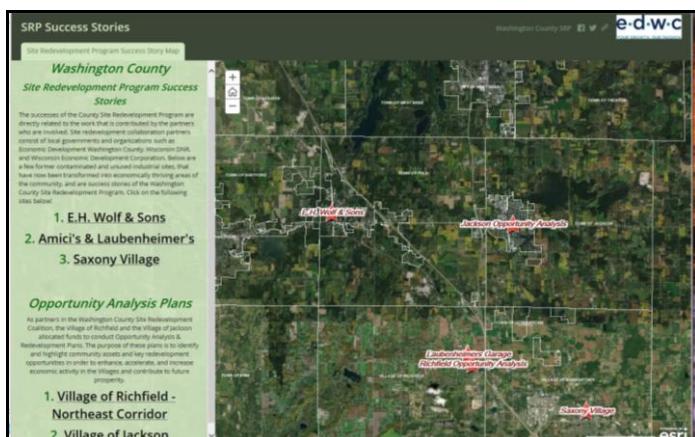 SRP Success Stories
Washington County SRP
e·d·w·c
YOUR GROWTH. OUR PASSION.
Site Redevelopment Program Success Story Map
Washington County
Site Redevelopment Program Success
Stories
The successes of the County Site Redevelopment Program are
directly related to the work that is contributed by the partners
who are involved. Site redevelopment collaboration partners
consist of local governments and organizations such as
Economic Development Washington County, Wisconsin DNR,
and Wisconsin Economic Development Corporation. Below are
a few former contaminated and unused industrial sites, that
have now been transformed into economically thriving areas of
the community, and are success stories of the Washington
County Site Redevelopment Program. Click on the following
sites below!
1. E.H. Wolf & Sons
2. Amici's & Laubenheimer's
3. Saxony Village
Opportunity Analysis Plans
As partners in the Washington County Site Redevelopment
Coalition, the Village of Richfield and the Village of Jackson
allocated funds to conduct Opportunity Analysis &
Redevelopment Plans. The purpose of these plans is to identify
and highlight community assets and key redevelopment
opportunities in order to enhance, accelerate, and increase
economic activity in the Villages and contribute to future
prosperity.
1. Village of Richfield -
Northeast Corridor
2. Village of Jackson
+
−
E.H. Wolf & Sons
Jackson Opportunity Analysis
Laubenheimers Garage
Richfield Opportunity Analysis
Saxony Village
TOWN OF POLK
esri